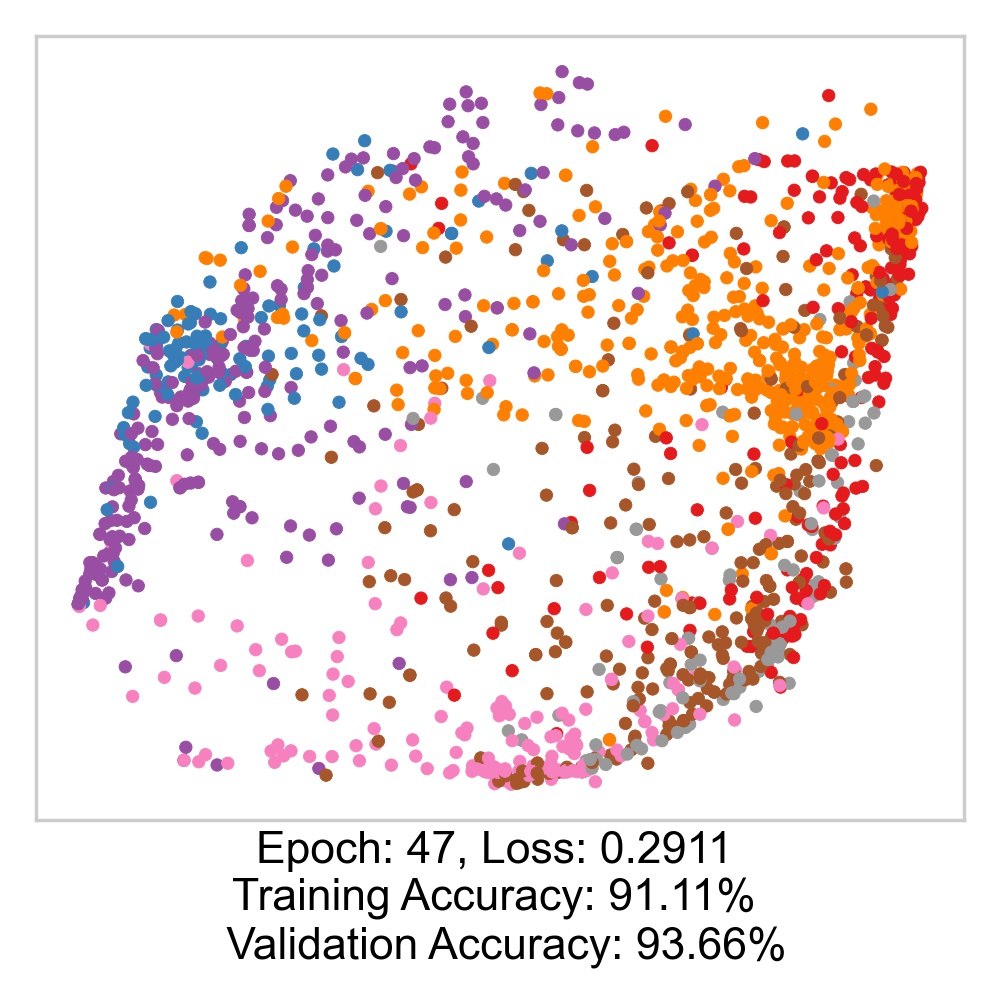 Epoch: 47, Loss: 0.2911
Training Accuracy: 91.11%
Validation Accuracy: 93.66%